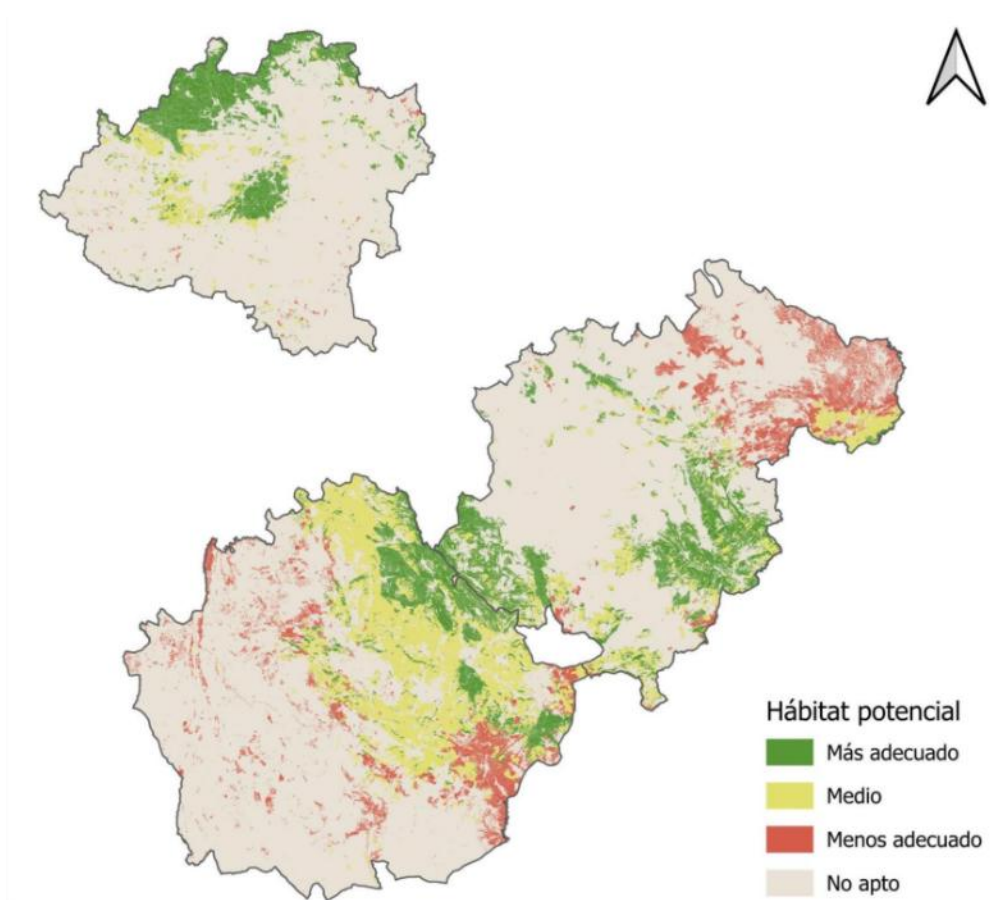 Hábitat potencial
Más adecuado
Medio
Menos adecuado
No apto